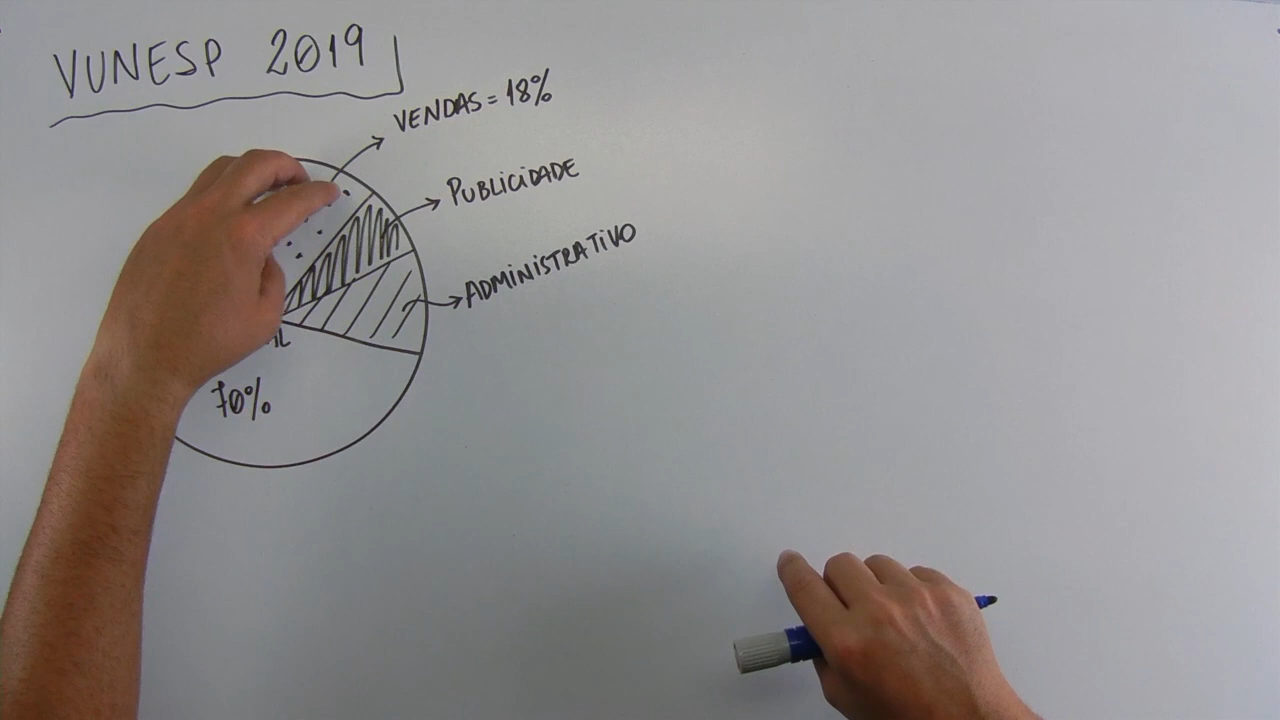 VUNESP 2019
VENDAS = 18%
PUBLICIDADE
ADMINISTRATIVO
70%